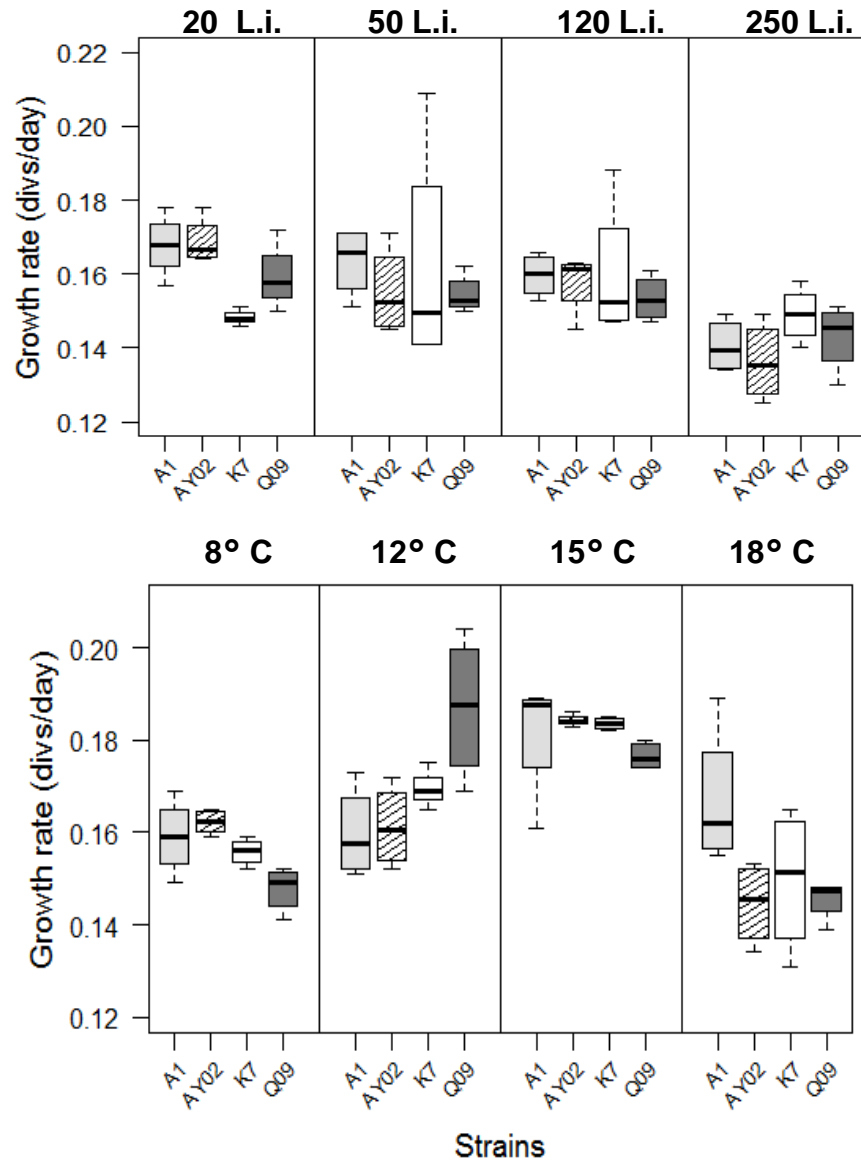 20 L.i. 50 L.i. 120 L.i. 250 L.i.
Growth rate (divs/day)
0.22
0.20
0.18
0.16
0.14
0.12
A1 AY02 K7 Q09 A1 AY02 K7 Q09 A1 AY02 K7 Q09 A1 AY02 K7 Q09
8° C 12° C 15° C 18° C
Growth rate (divs/day)
0.20
0.18
0.16
0.14
0.12
A1 AY02 K7 Q09 A1 AY02 K7 Q09 A1 AY02 K7 Q09 A1 AY02 K7 Q09
Strains